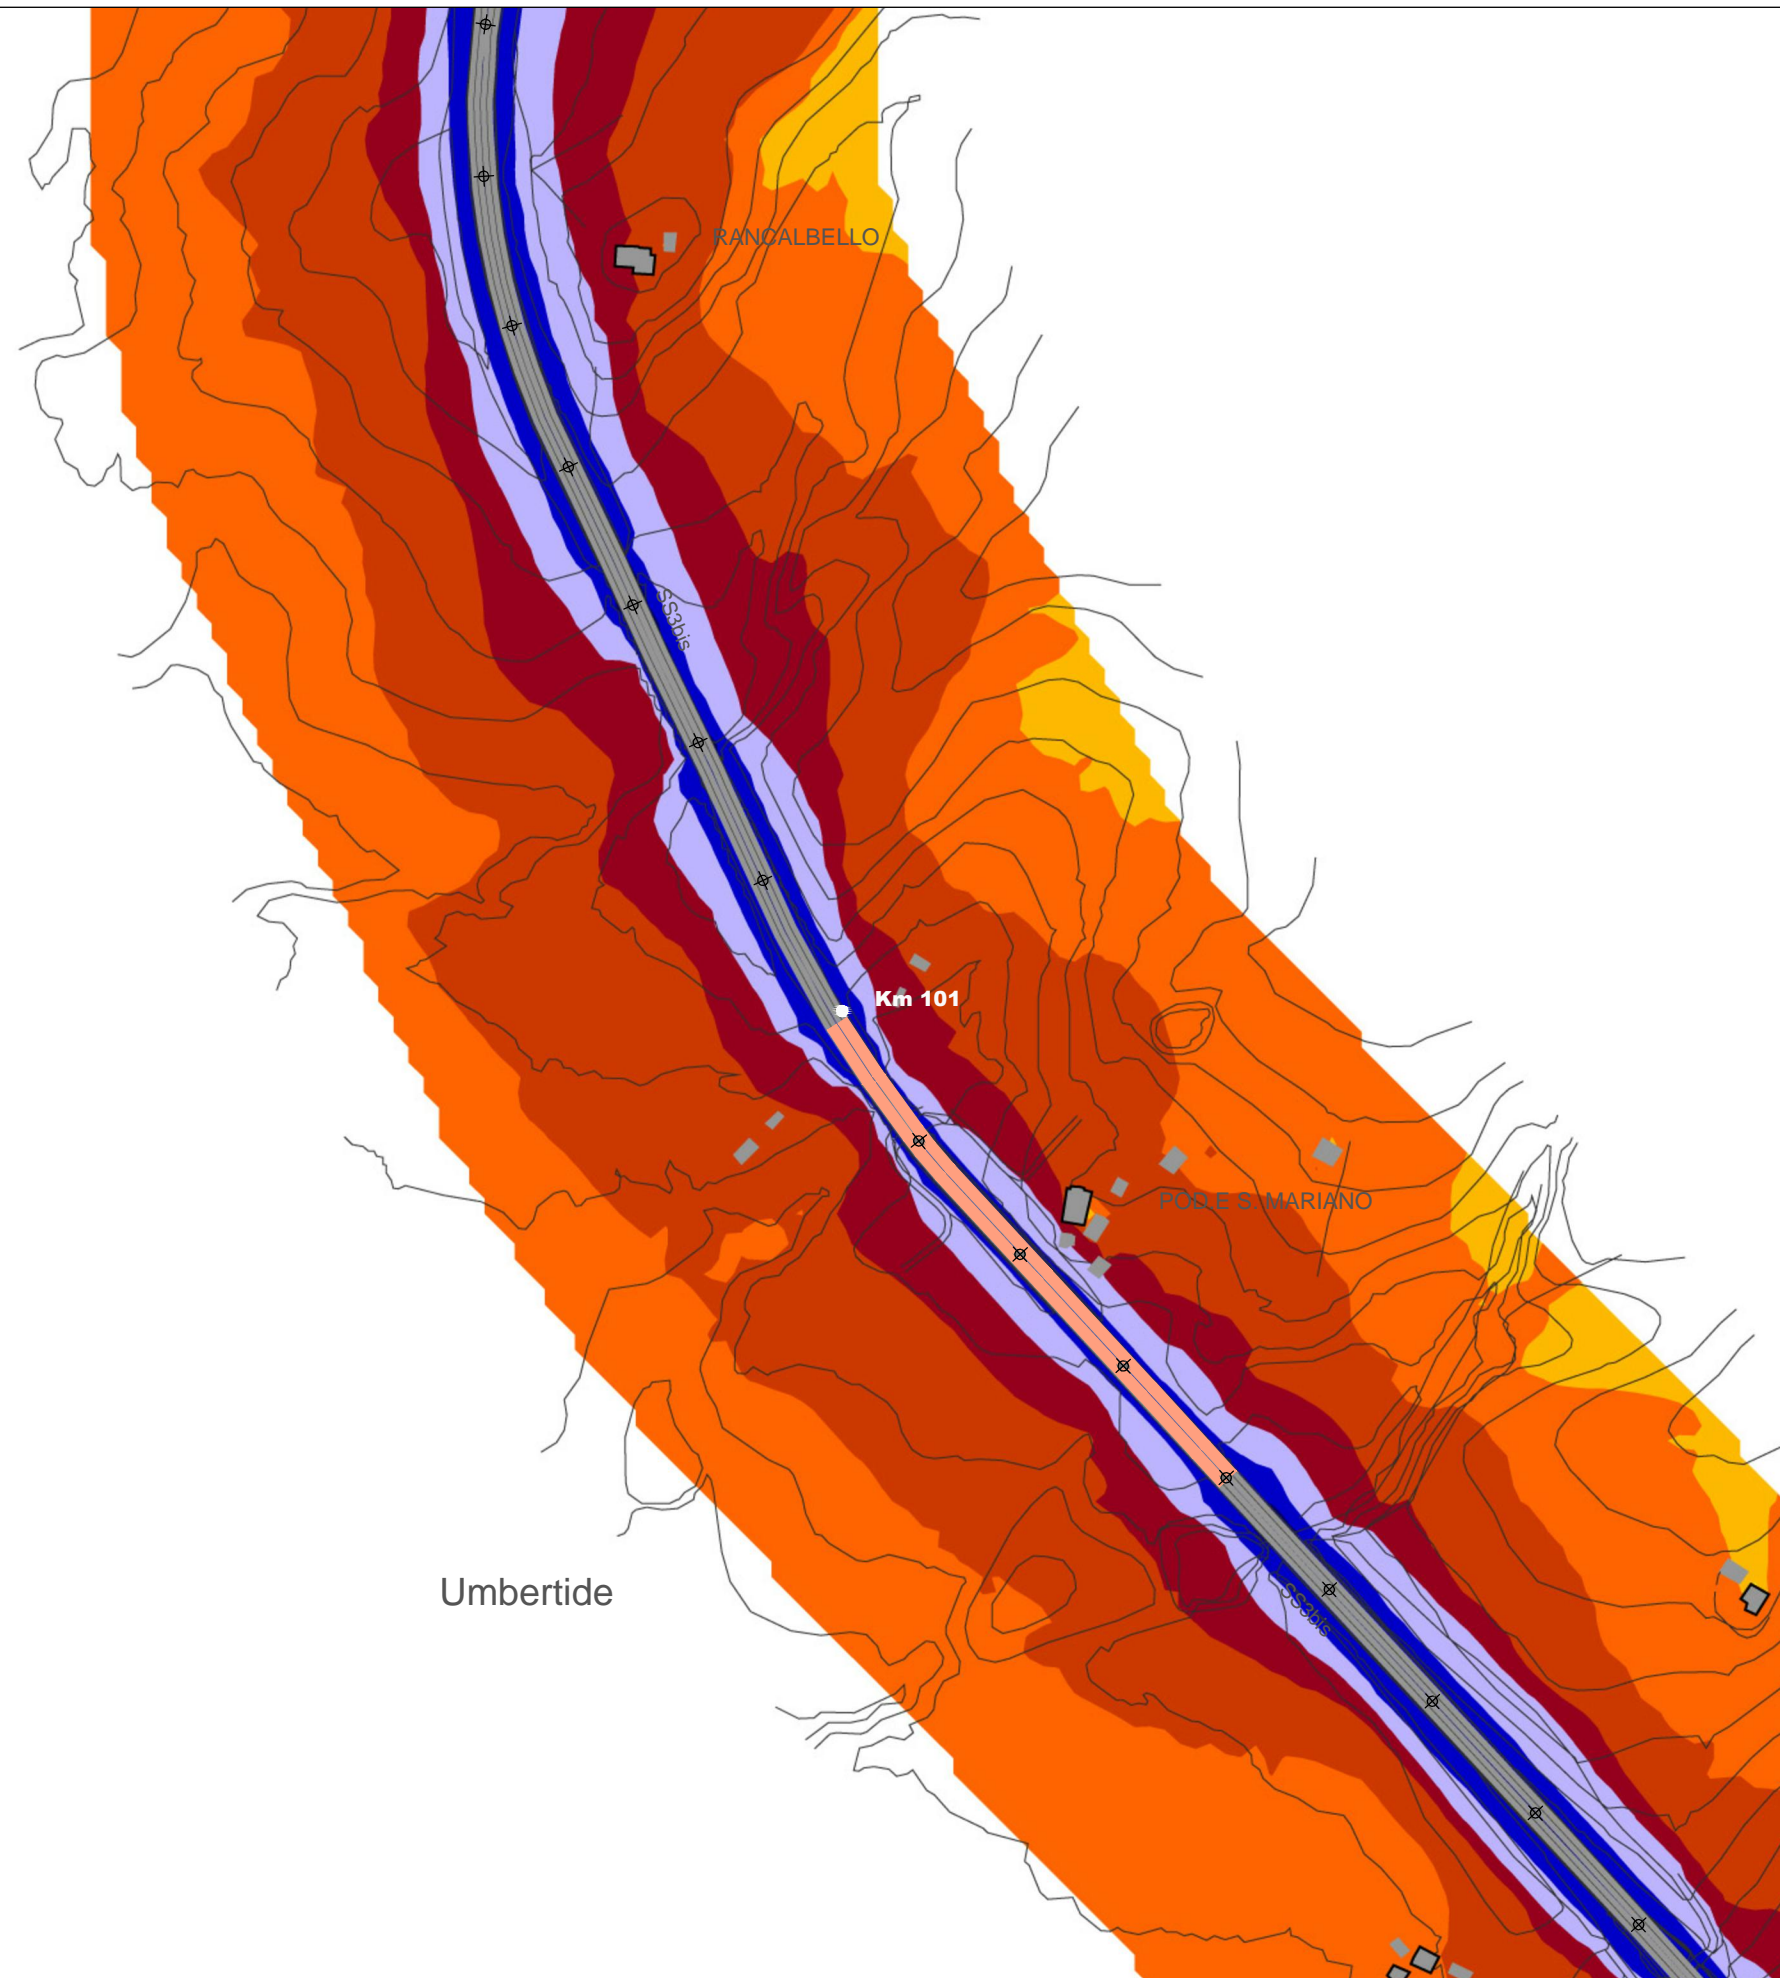 RANCALBELLO
SS3bis
Km 101
POD.E S. MARIANO
Umbertide
SS3bis